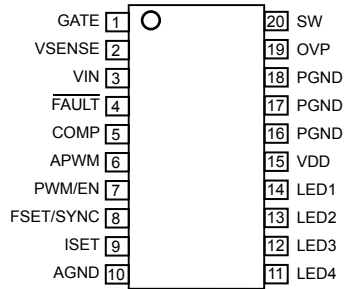 GATE 1 20 SW
VSENSE 2 19 OVP
VIN 3 18 PGND
FAULT 4 17 PGND
COMP 5 16 PGND
APWM 6 15 VDD
PWM/EN 7 14 LED1
FSET/SYNC 8 13 LED2
ISET 9 12 LED3
AGND 10 11 LED4